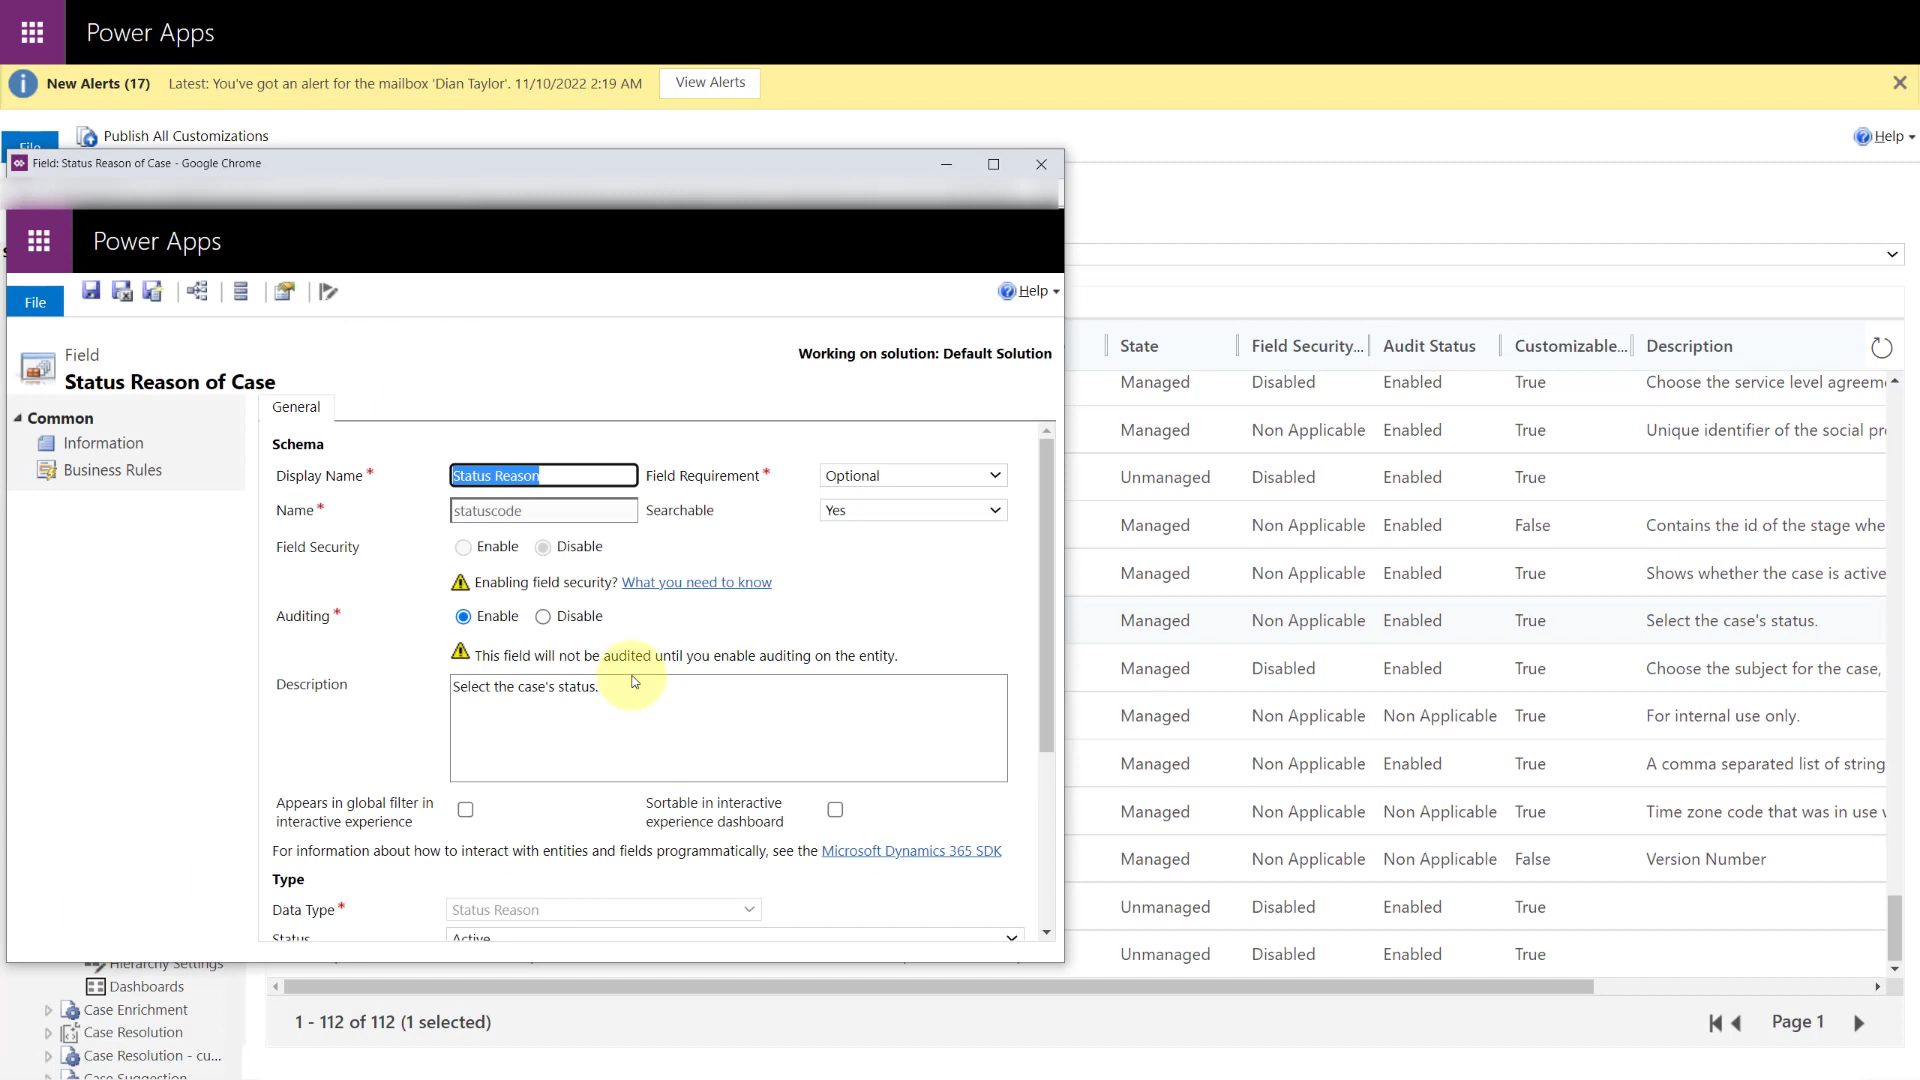 Power Apps
New Alerts (17) Latest: You've got an alert for the mailbox 'Dian Taylor'. 11/10/2022 2:19 AM View Alerts
File Publish All Customizations Help
Field: Status Reason of Case - Google Chrome
Power Apps
File Help
Field
Status Reason of Case
Working on solution: Default Solution
Common
Information
Business Rules
General
Schema
Display Name * Status Reason Field Requirement * Optional
Name * statuscode Searchable Yes
Field Security Enable Disable
Enabling field security? What you need to know
Auditing * Enable Disable
This field will not be audited until you enable auditing on the entity.
Description Select the case's status.
Appears in global filter in interactive experience
Sortable in interactive experience dashboard
For information about how to interact with entities and fields programmatically, see the Microsoft Dynamics 365 SDK
Type
Data Type * Status Reason
Status Active
State Field Security... Audit Status Customizable... Description
Managed Disabled Enabled True Choose the service level agreem
Managed Non Applicable Enabled True Unique identifier of the social pr
Unmanaged Disabled Enabled True
Managed Non Applicable Enabled False Contains the id of the stage whe
Managed Non Applicable Enabled True Shows whether the case is active
Managed Non Applicable Enabled True Select the case's status.
Managed Disabled Enabled True Choose the subject for the case,
Managed Non Applicable Non Applicable True For internal use only.
Managed Non Applicable Enabled True A comma separated list of string
Managed Non Applicable Non Applicable True Time zone code that was in use
Managed Non Applicable Non Applicable False Version Number
Unmanaged Disabled Enabled True
Unmanaged Disabled Enabled True
Hierarchy Settings
Dashboards
Case Enrichment
Case Resolution
Case Resolution - cu...
Case Suggestion
1 - 112 of 112 (1 selected)
Page 1